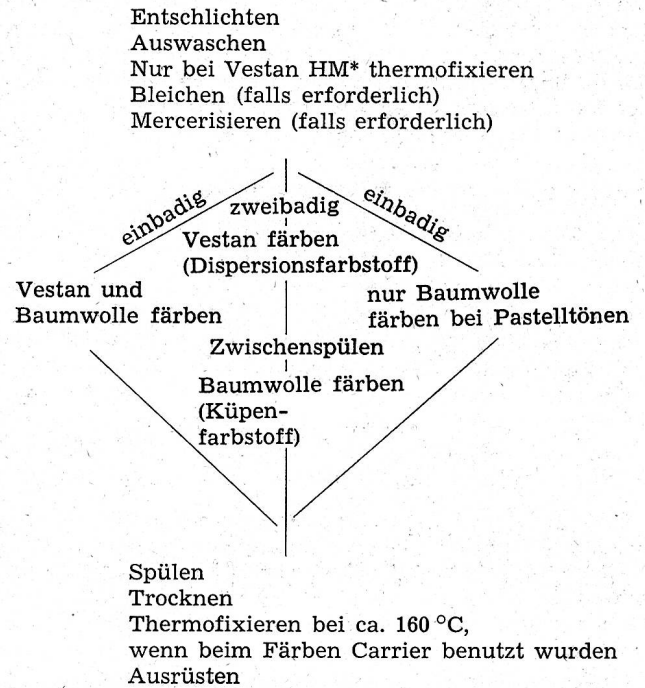 Entschlichten
Auswaschen
Nur bei Vestan HM* thermofixieren
Bleichen (falls erforderlich)
Mercerisieren (falls erforderlich)
einbadig
zweibadig
einbadig
Vestan färben
(Dispersionsfarbstoff)
Vestan und
Baumwolle färben
nur Baumwolle
färben bei Pastelltönen
Zwischenspülen
Baumwolle färben
(Küpen-
farbstoff)
Spülen
Trocknen
Thermofixieren bei ca. 160 °C,
wenn beim Färben Carrier benutzt wurden
Ausrüsten